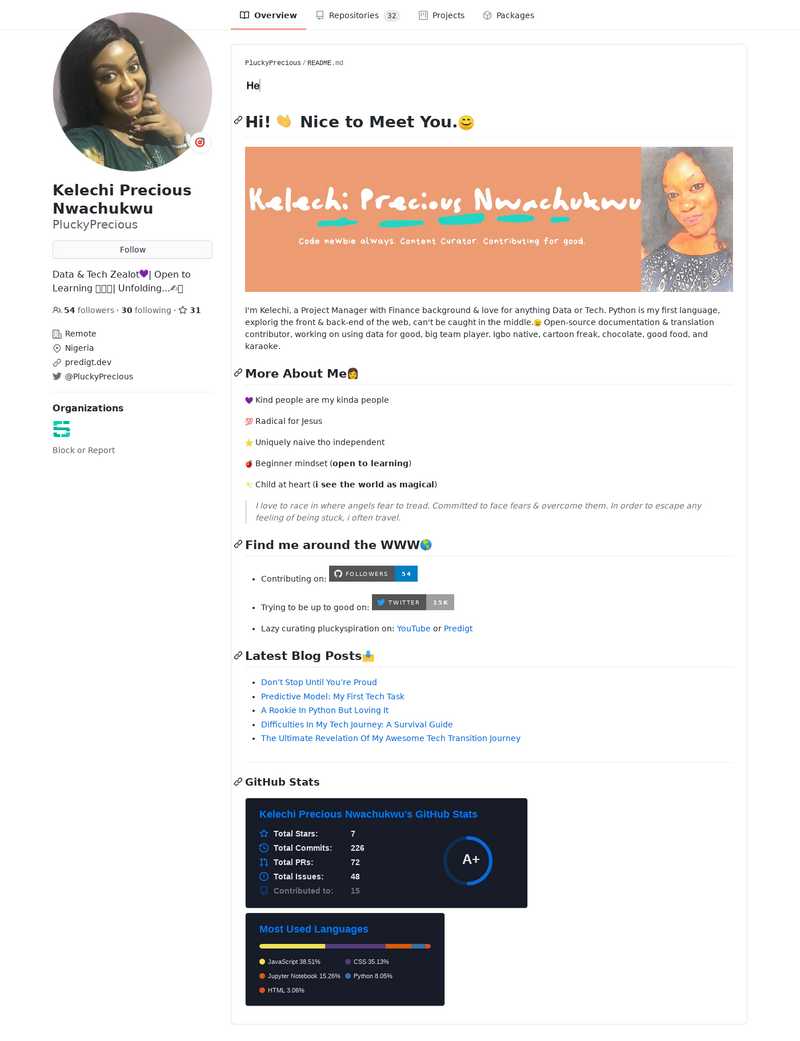 Overview
Repositories 32
Projects
Packages
Kelechi Precious
Nwachukwu
PluckyPrecious
Follow
Data & Tech Zealot💜| Open to
Learning | Unfolding...✍
54 followers · 30 following · 31
Remote
Nigeria
predigt.dev
@PluckyPrecious
Organizations
Block or Report
PluckyPrecious / README.md
He
Hi! 👋 Nice to Meet You.😊
Kelechi Precious Nwachukwu
Code newbie always. Content Curator. Contributing for good.
I'm Kelechi, a Project Manager with Finance background & love for anything Data or Tech. Python is my first language,
explorig the front & back-end of the web, can't be caught in the middle. Open-source documentation & translation
contributor, working on using data for good, big team player. Igbo native, cartoon freak, chocolate, good food, and
karaoke.
More About Me
💜 Kind people are my kinda people
💯 Radical for Jesus
⭐ Uniquely naive tho independent
Beginner mindset (open to learning)
Child at heart (i see the world as magical)
I love to race in where angels fear to tread. Committed to face fears & overcome them. In order to escape any
feeling of being stuck, i often travel.
Find me around the WWW🌍
Contributing on: FOLLOWERS 54
Trying to be up to good on: TWITTER 15K
Lazy curating pluckyspiration on: YouTube or Predigt
Latest Blog Posts
Don't Stop Until You're Proud
Predictive Model: My First Tech Task
A Rookie In Python But Loving It
Difficulties In My Tech Journey: A Survival Guide
The Ultimate Revelation Of My Awesome Tech Transition Journey
GitHub Stats
Kelechi Precious Nwachukwu's GitHub Stats
Total Stars: 7
Total Commits: 226
Total PRs: 72
Total Issues: 48
Contributed to: 15
A+
Most Used Languages
JavaScript 38.51%
CSS 35.13%
Jupyter Notebook 15.26%
Python 8.05%
HTML 3.06%